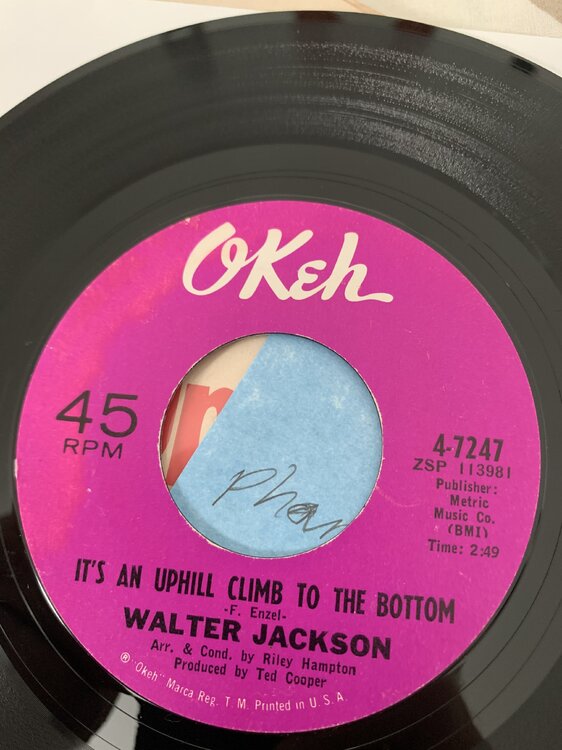 OKeh
45
RPM
4-7247
ZSP 113981
Publisher:
Metric
Music Co.
(BMI)
Time: 2:49
IT'S AN UPHILL CLIMB TO THE BOTTOM
-F. Enzel-
WALTER JACKSON
Arr. & Cond. by Riley Hampton
Produced by Ted Cooper
® "Okeh" Marca Reg. T. M. Printed in U. S. A.